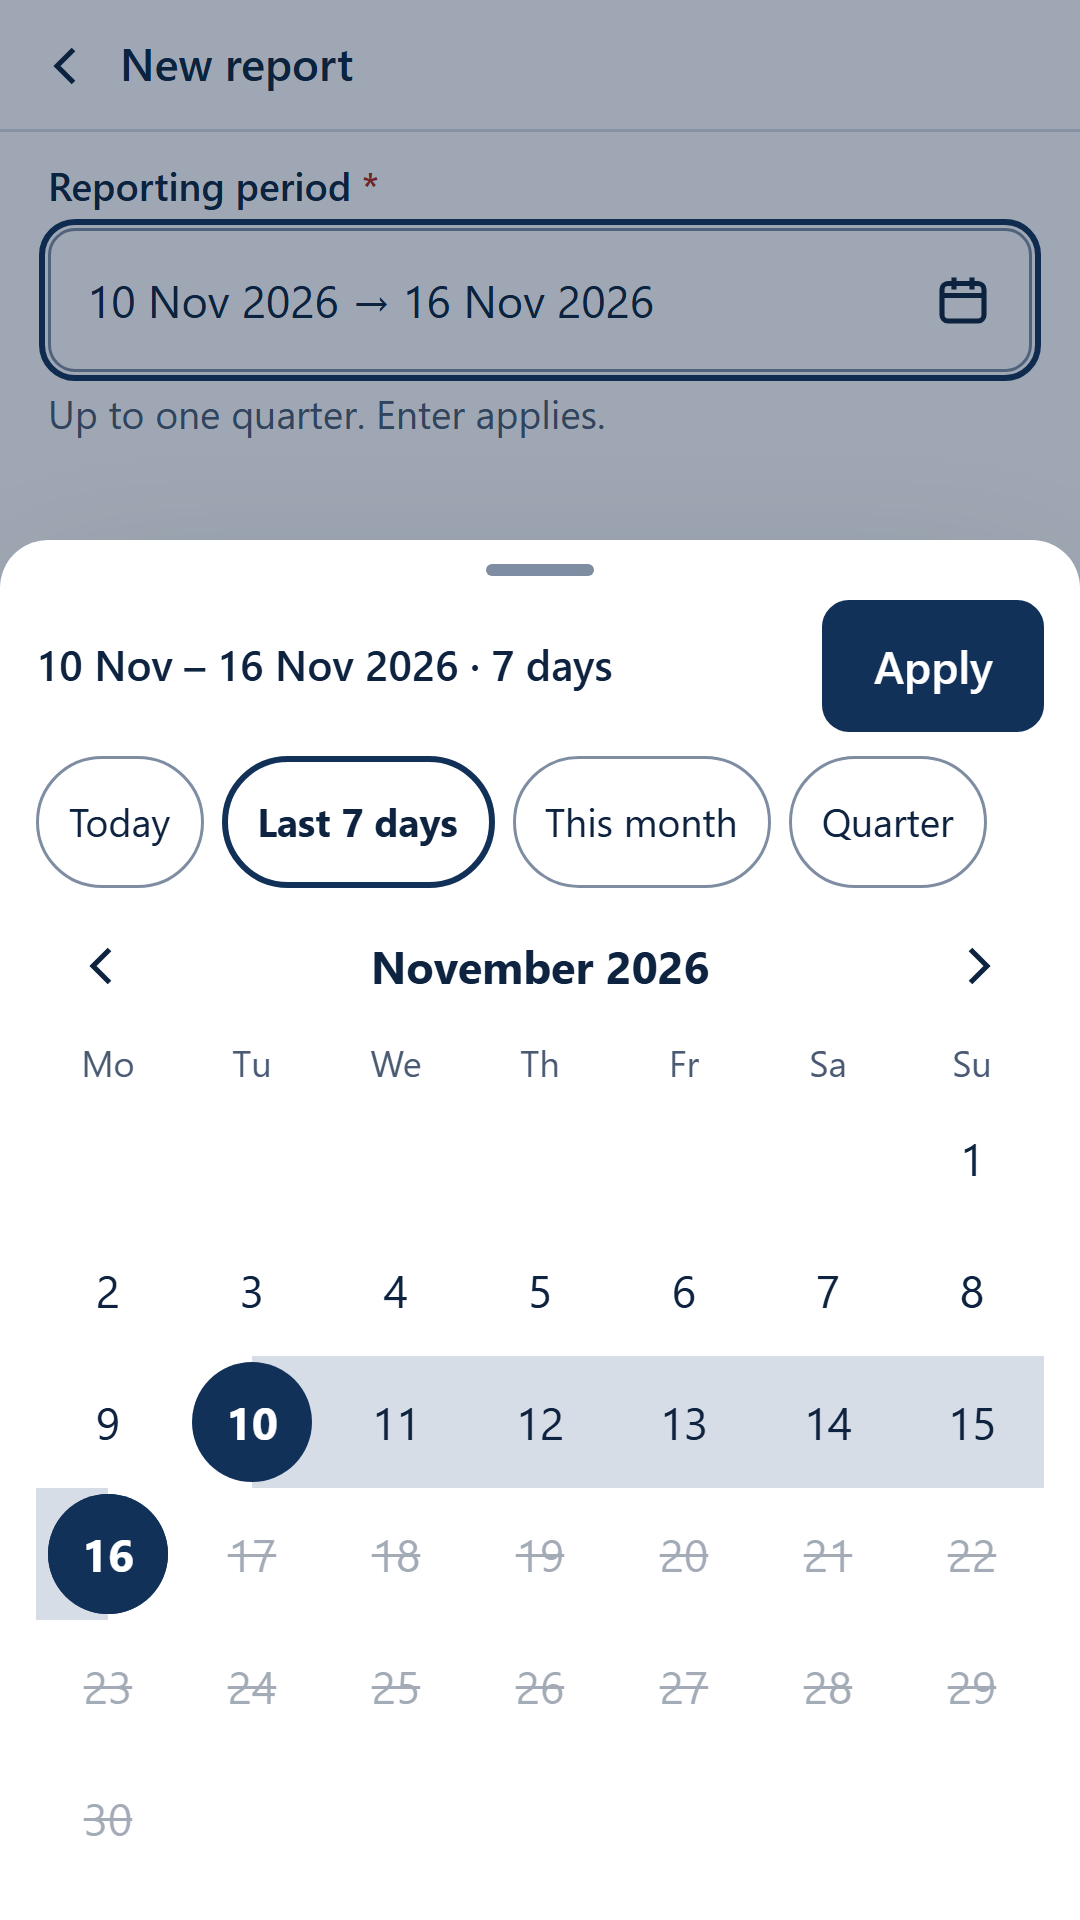 New report
Reporting period *
10 Nov 2026 → 16 Nov 2026
Up to one quarter. Enter applies.
10 Nov – 16 Nov 2026 · 7 days
Apply
Today Last 7 days This month Quarter
November 2026
Mo Tu We Th Fr Sa Su
1
2 3 4 5 6 7 8
9 10 11 12 13 14 15
16 17 18 19 20 21 22
23 24 25 26 27 28 29
30